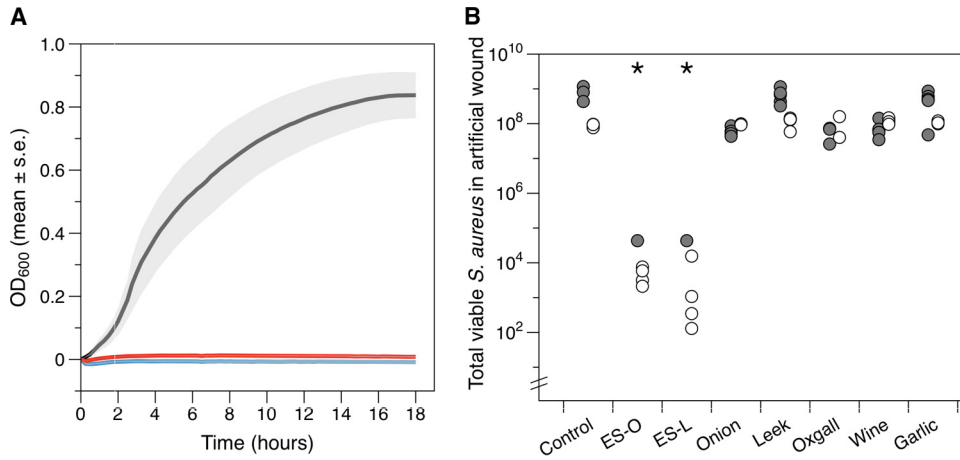 A
OD600 (mean ± s.e.)
1.0
0.8
0.6
0.4
0.2
0
0 2 4 6 8 10 12 14 16 18
Time (hours)
B
Total viable S. aureus in artificial wound
10^10
10^8
10^6
10^4
10^2
* *
Control ES-O ES-L Onion Leek Oxgall Wine Garlic